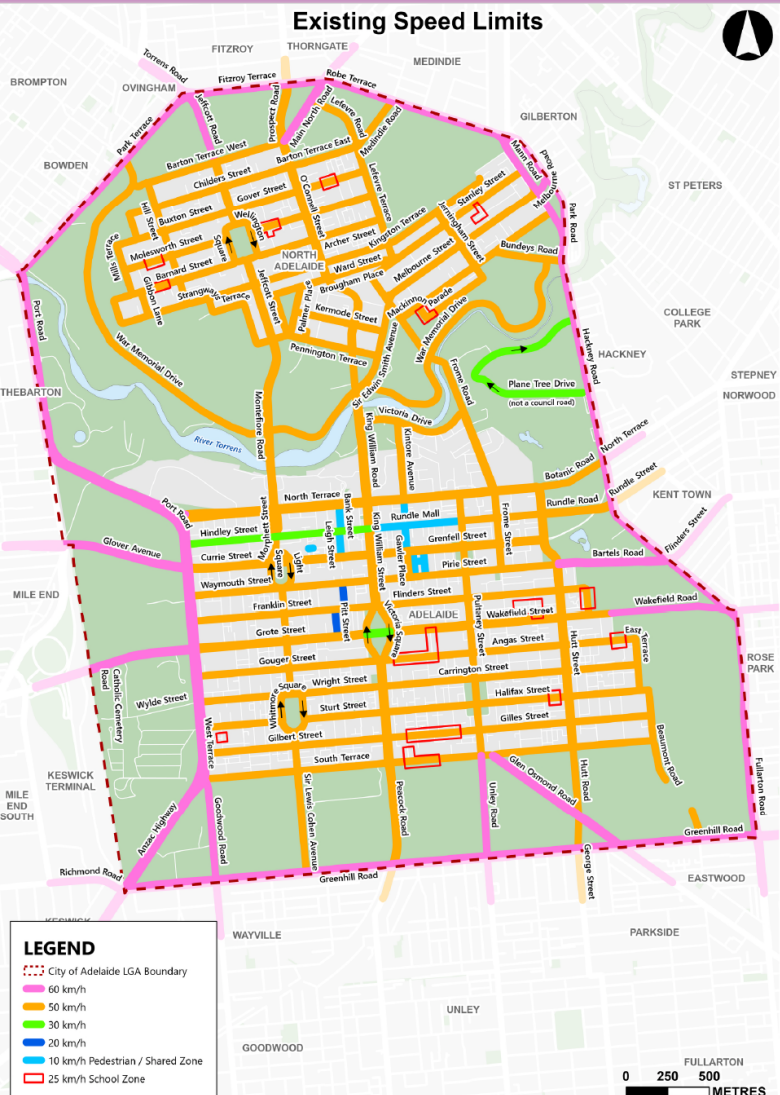 Existing Speed Limits
FITZROY
THORNGATE
MEDINDIE
Torrens Road
BROMPTON
OVINGHAM
Fitzroy Terrace
Robe Terrace
Jeffcott Road
Prospect Road
Main North Road
Lefevre Road
Medindie Road
GILBERTON
Park Terrace
Mann Road
Melbourne
Road
BOWDEN
Barton Terrace West
Barton Terrace East
Childers Street
Gover Street
O'Connell Street
Lefevre Terrace
Stanley Street
ST PETERS
Hill Street
Buxton Street
Wellington
Square
Jerningham Street
Park Road
Mills Terrace
Molesworth Street
Archer Street
Kingston Terrace
Bundeys Road
Barnard Street
NORTH
ADELAIDE
Ward Street
Melbourne Street
Gibbon Lane
Strangways Terrace
Jeffcott Street
Brougham Place
Palmer Place
Mackinnon Parade
Kermode Street
War Memorial Drive
COLLEGE
PARK
Port Road
War Memorial Drive
Pennington Terrace
Sir Edwin Smith Avenue
Frome Road
HACKNEY
Hackney Road
STEPNEY
Plane Tree Drive
(not a council road)
NORWOOD
THEBARTON
Montefiore Road
Victoria Drive
King William Road
Kintore Avenue
River Torrens
North Terrace
Botanic Road
Rundle Street
KENT TOWN
Port Road
North Terrace
Bank Street
Rundle Mall
Frome Street
Rundle Road
Flinders Street
Hindley Street
Morphett Street
Leigh Street
King William Street
Gawler Place
Grenfell Street
Glover Avenue
Currie Street
Light
Square
Pirie Street
Bartels Road
Waymouth Street
Flinders Street
MILE END
Franklin Street
Pitt Street
Victoria Square
ADELAIDE
Pulteney Street
Wakefield Street
Wakefield Road
Grote Street
Angas Street
Hutt Street
East
Terrace
Gouger Street
Carrington Street
ROSE
PARK
Catholic Cemetery
Road
Wylde Street
Wright Street
Whitmore Square
Sturt Street
Halifax Street
Gilles Street
West Terrace
Gilbert Street
South Terrace
Beaumont Road
KESWICK
TERMINAL
MILE
END
SOUTH
Anzac Highway
Goodwood Road
Sir Lewis Cohen Avenue
Peacock Road
Unley Road
Glen Osmond Road
Hutt Road
Fullarton Road
Greenhill Road
Richmond Road
Greenhill Road
George Street
EASTWOOD
KESWICK
WAYVILLE
PARKSIDE
UNLEY
GOODWOOD
FULLARTON
LEGEND
City of Adelaide LGA Boundary
60 km/h
50 km/h
30 km/h
20 km/h
10 km/h Pedestrian / Shared Zone
25 km/h School Zone
0 250 500
METRES